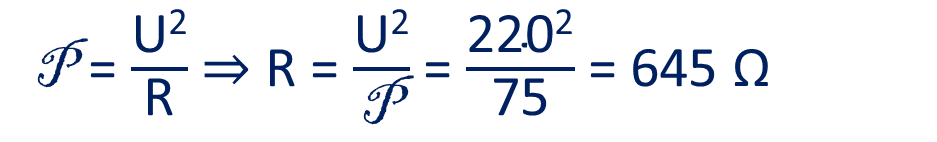 𝒫 = U²/R ⇒ R = U²/𝒫 = 220²/75 = 645 Ω